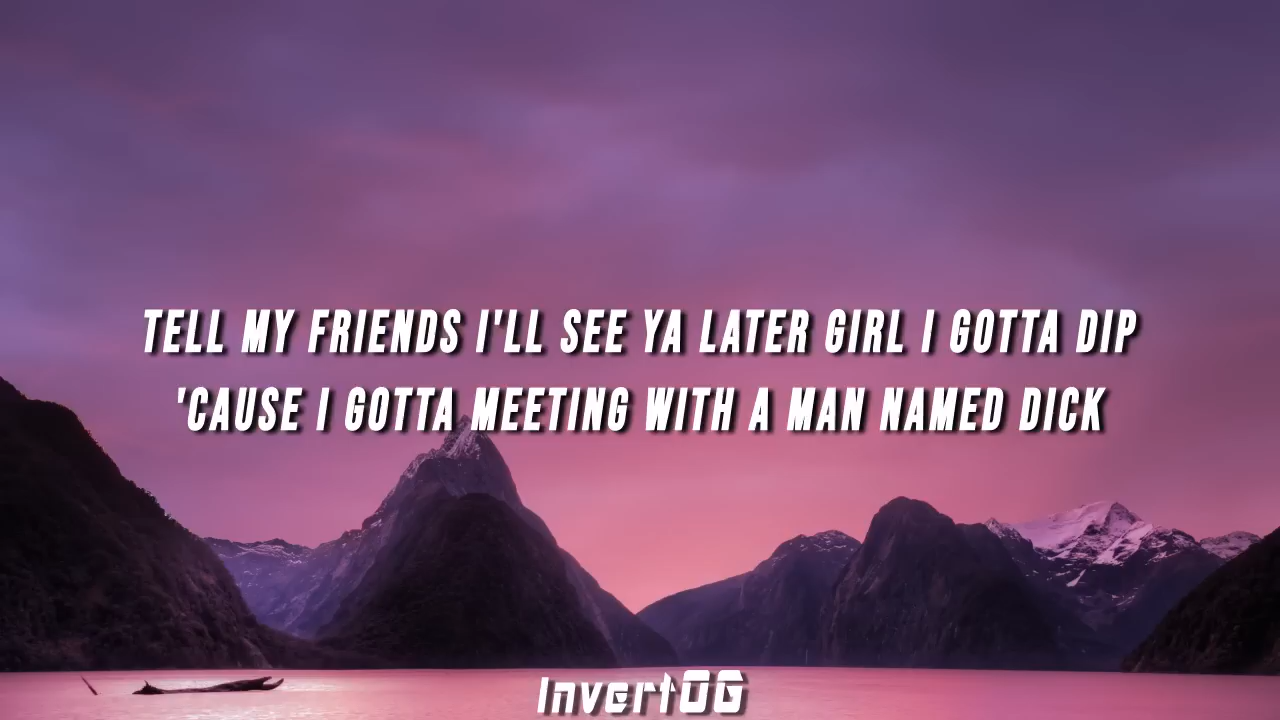 TELL MY FRIENDS I'LL SEE YA LATER GIRL I GOTTA DIP
'CAUSE I GOTTA MEETING WITH A MAN NAMED DICK
InvertOG